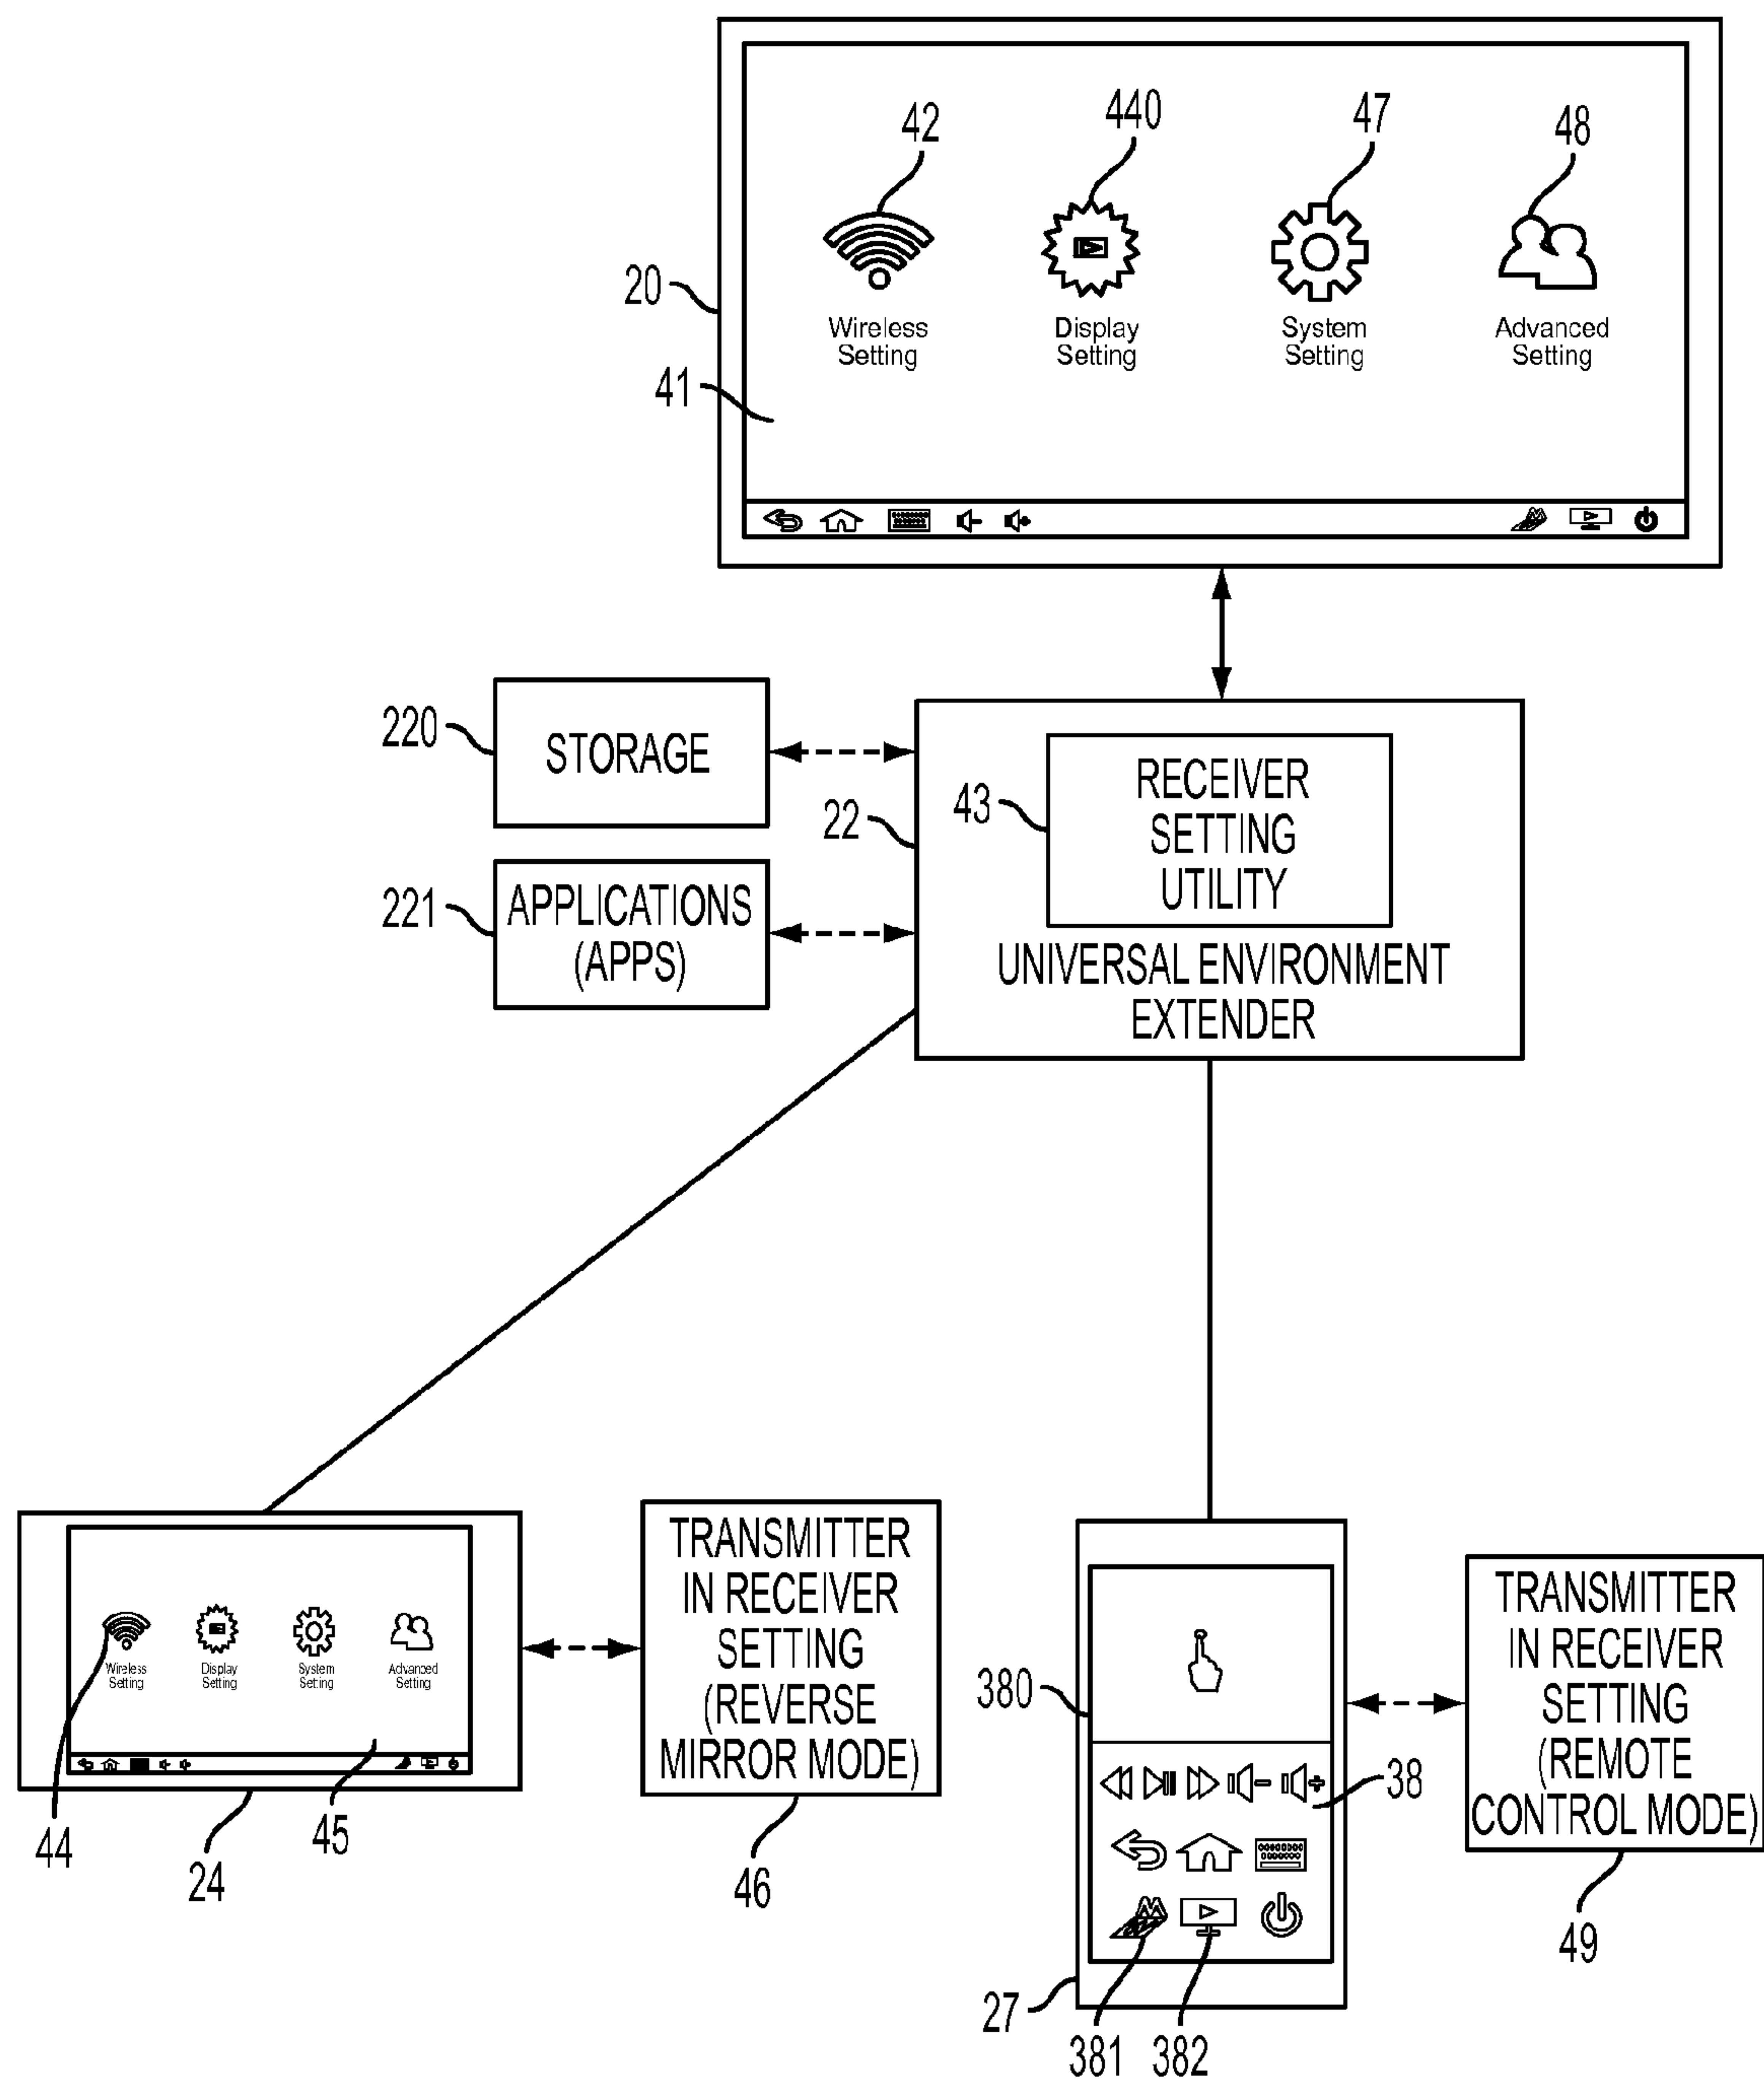 42
440
47
48
20
Wireless
Setting
Display
Setting
System
Setting
Advanced
Setting
41
220
STORAGE
22
43
RECEIVER
SETTING
UTILITY
221
APPLICATIONS
(APPS)
UNIVERSAL ENVIRONMENT
EXTENDER
Wireless
Setting
Display
Setting
System
Setting
Advanced
Setting
44
24
45
TRANSMITTER
IN RECEIVER
SETTING
(REVERSE
MIRROR MODE)
46
380
38
27
381
382
TRANSMITTER
IN RECEIVER
SETTING
(REMOTE
CONTROL MODE)
49